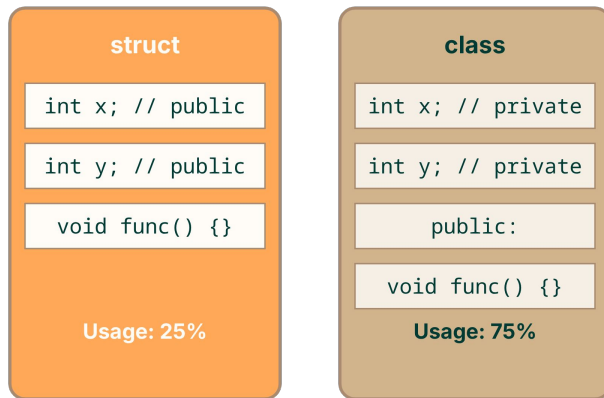 struct
int x; // public
int y; // public
void func() {}
Usage: 25%
class
int x; // private
int y; // private
public:
void func() {}
Usage: 75%